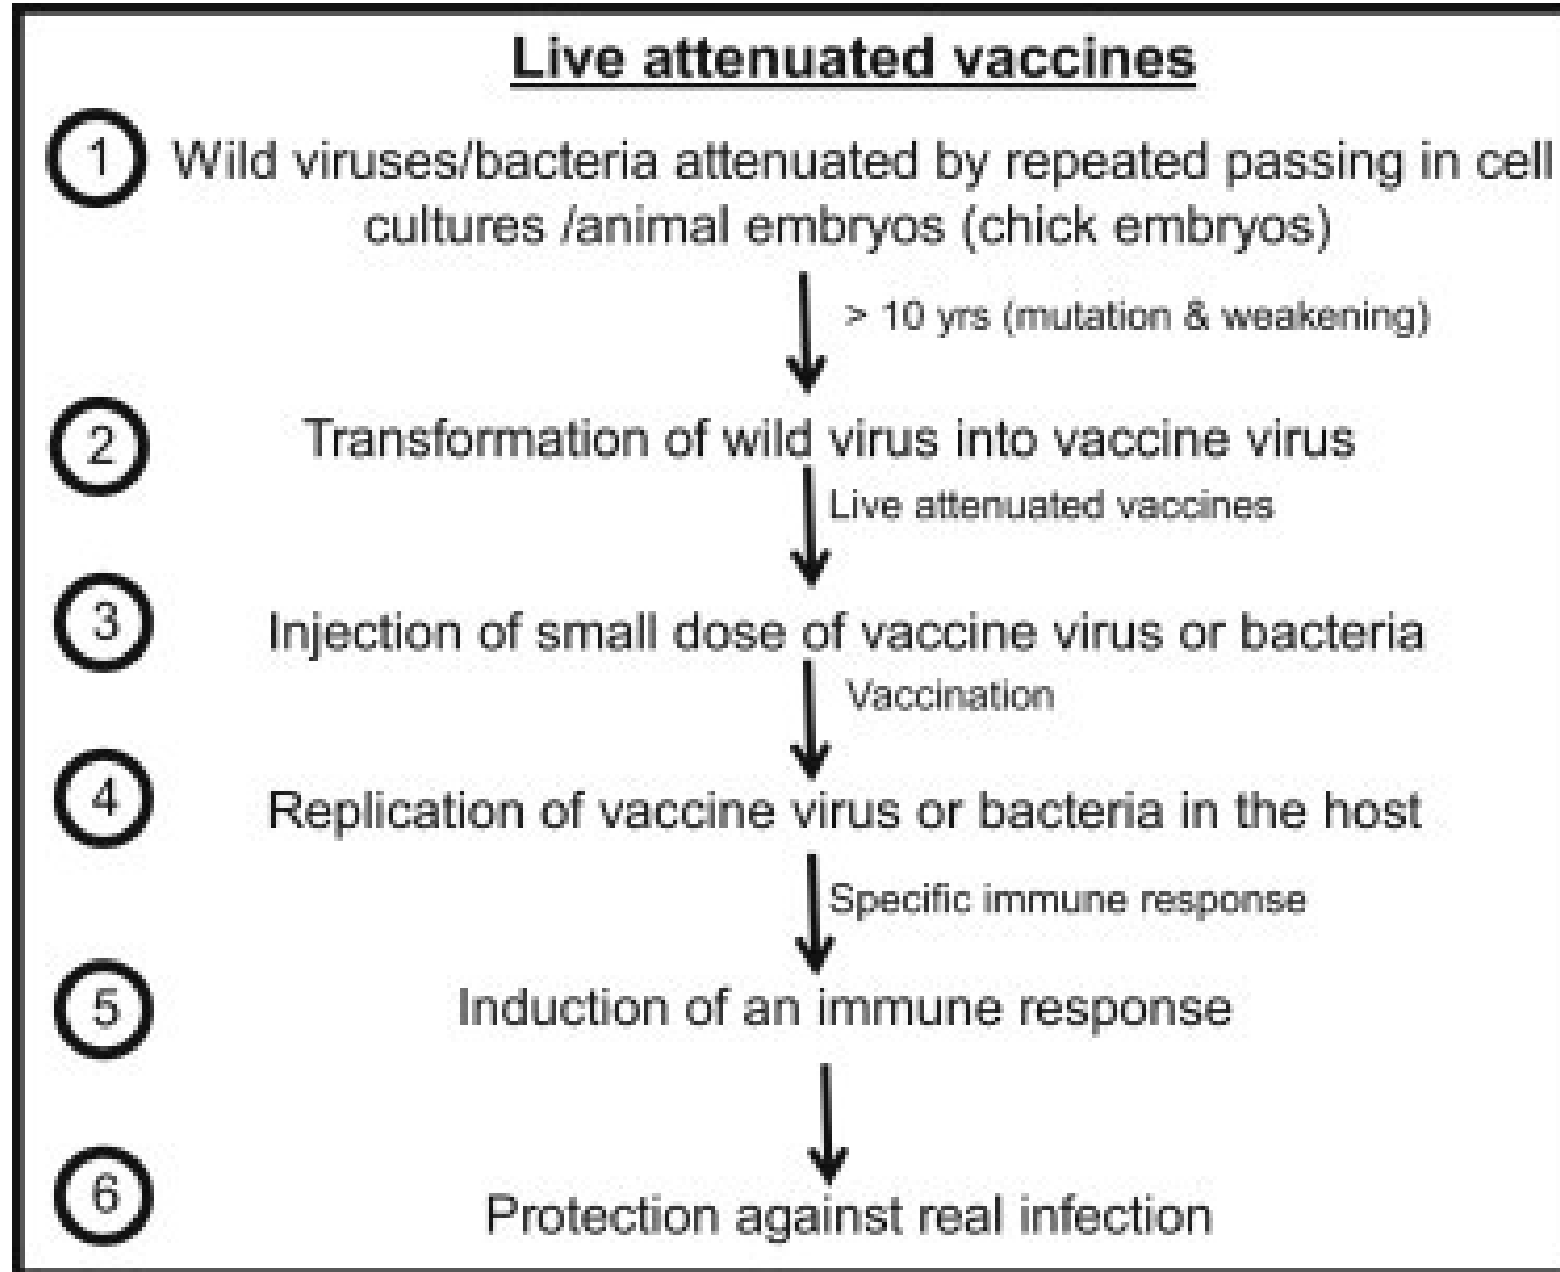 Live attenuated vaccines
1 Wild viruses/bacteria attenuated by repeated passing in cell
cultures /animal embryos (chick embryos)
> 10 yrs (mutation & weakening)
2 Transformation of wild virus into vaccine virus
Live attenuated vaccines
3 Injection of small dose of vaccine virus or bacteria
Vaccination
4 Replication of vaccine virus or bacteria in the host
Specific immune response
5 Induction of an immune response
6 Protection against real infection